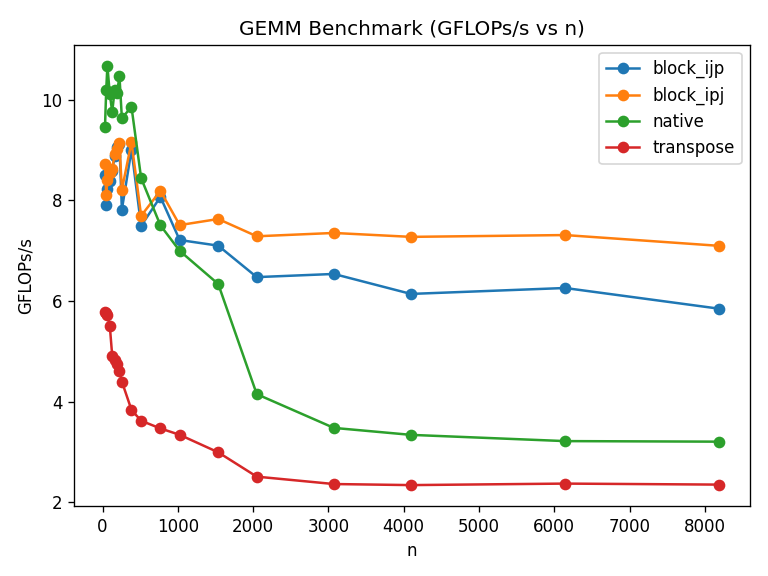 GEMM Benchmark (GFLOPs/s vs n)
block_ijp
block_ipj
native
transpose
GFLOPs/s
10
8
6
4
2
0 1000 2000 3000 4000 5000 6000 7000 8000
n